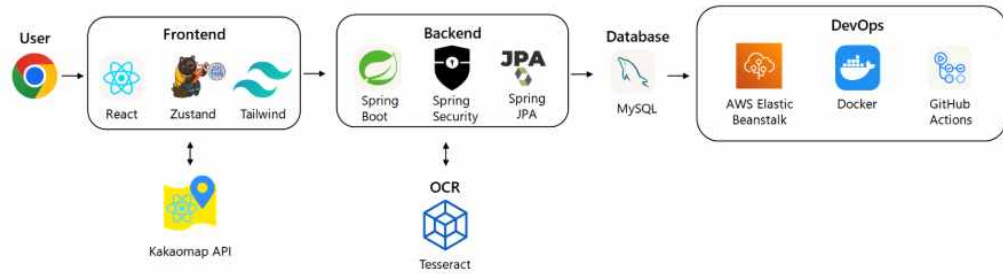 User
Frontend
React
Zustand
Tailwind
Kakaomap API
Backend
Spring
Boot
Spring
Security
JPA
Spring
JPA
OCR
Tesseract
Database
MySQL
DevOps
AWS Elastic
Beanstalk
Docker
GitHub
Actions